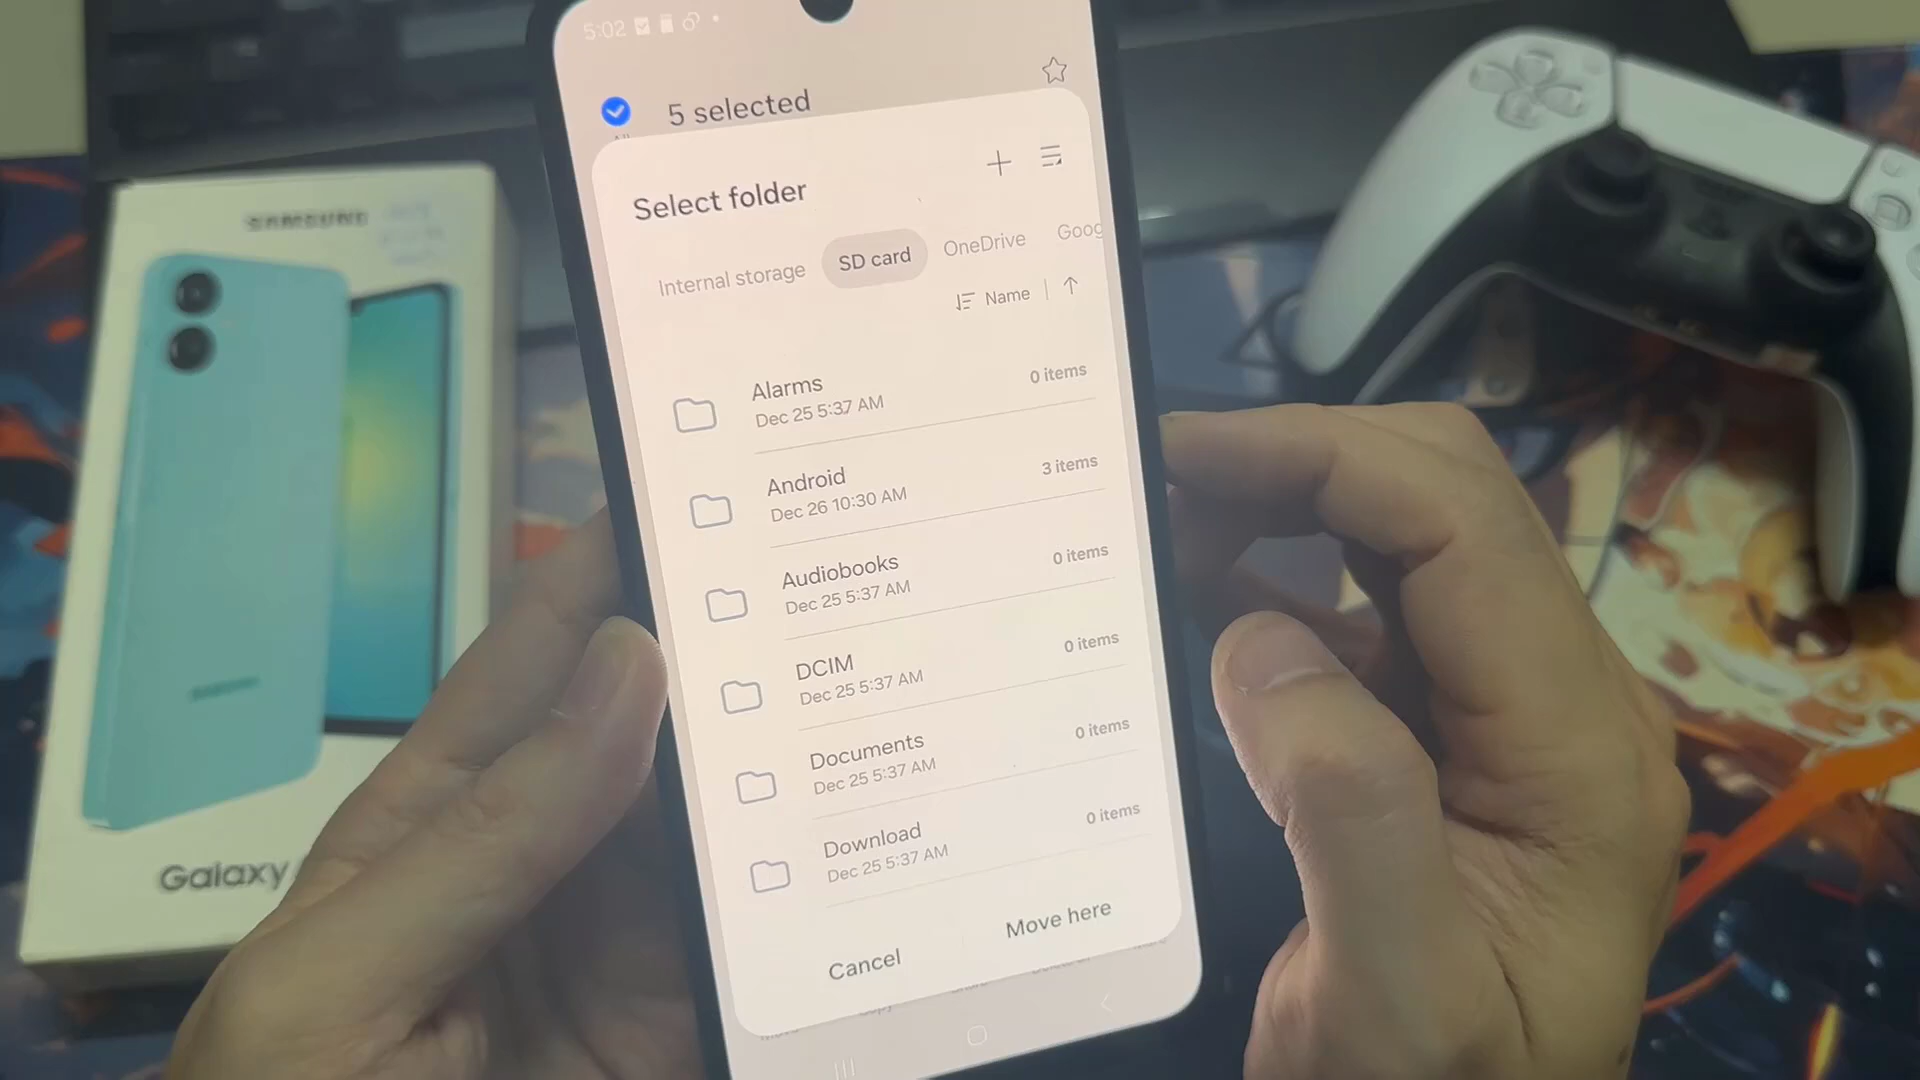 5:02
5 selected
Select folder
Internal storage
SD card
OneDrive
Goog
Name
Alarms
Dec 25 5:37 AM
0 items
Android
Dec 26 10:30 AM
3 items
Audiobooks
Dec 25 5:37 AM
0 items
DCIM
Dec 25 5:37 AM
0 items
Documents
Dec 25 5:37 AM
0 items
Download
Dec 25 5:37 AM
0 items
Cancel
Move here
SAMSUNG
SAMSUNG
Galaxy